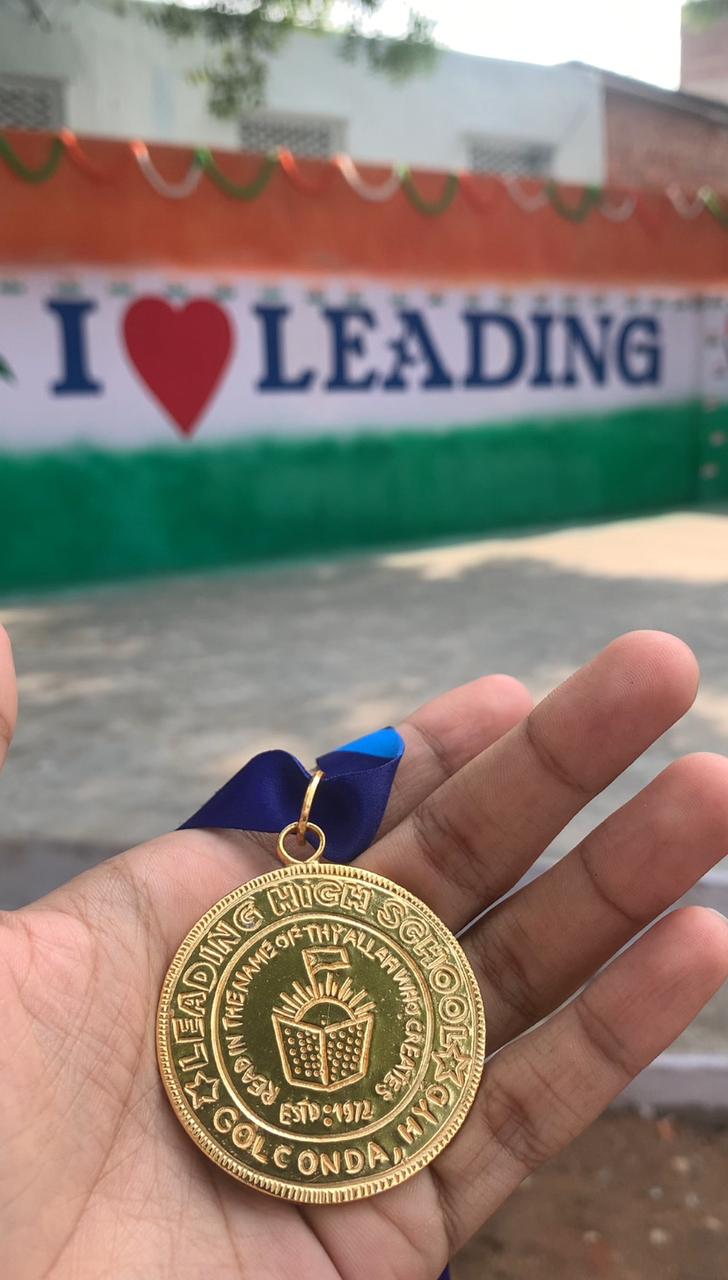 I LEADING
LEADING HIGH SCHOOL
READ IN THE NAME OF THY ALLAH WHO CREATES
ESTD:1972
GOLCONDA, HYD